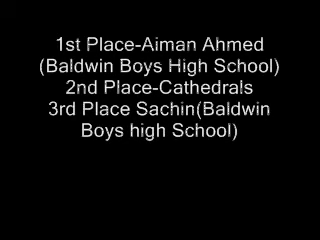 1st Place-Aiman Ahmed
(Baldwin Boys High School)
2nd Place-Cathedrals
3rd Place Sachin(Baldwin
Boys high School)